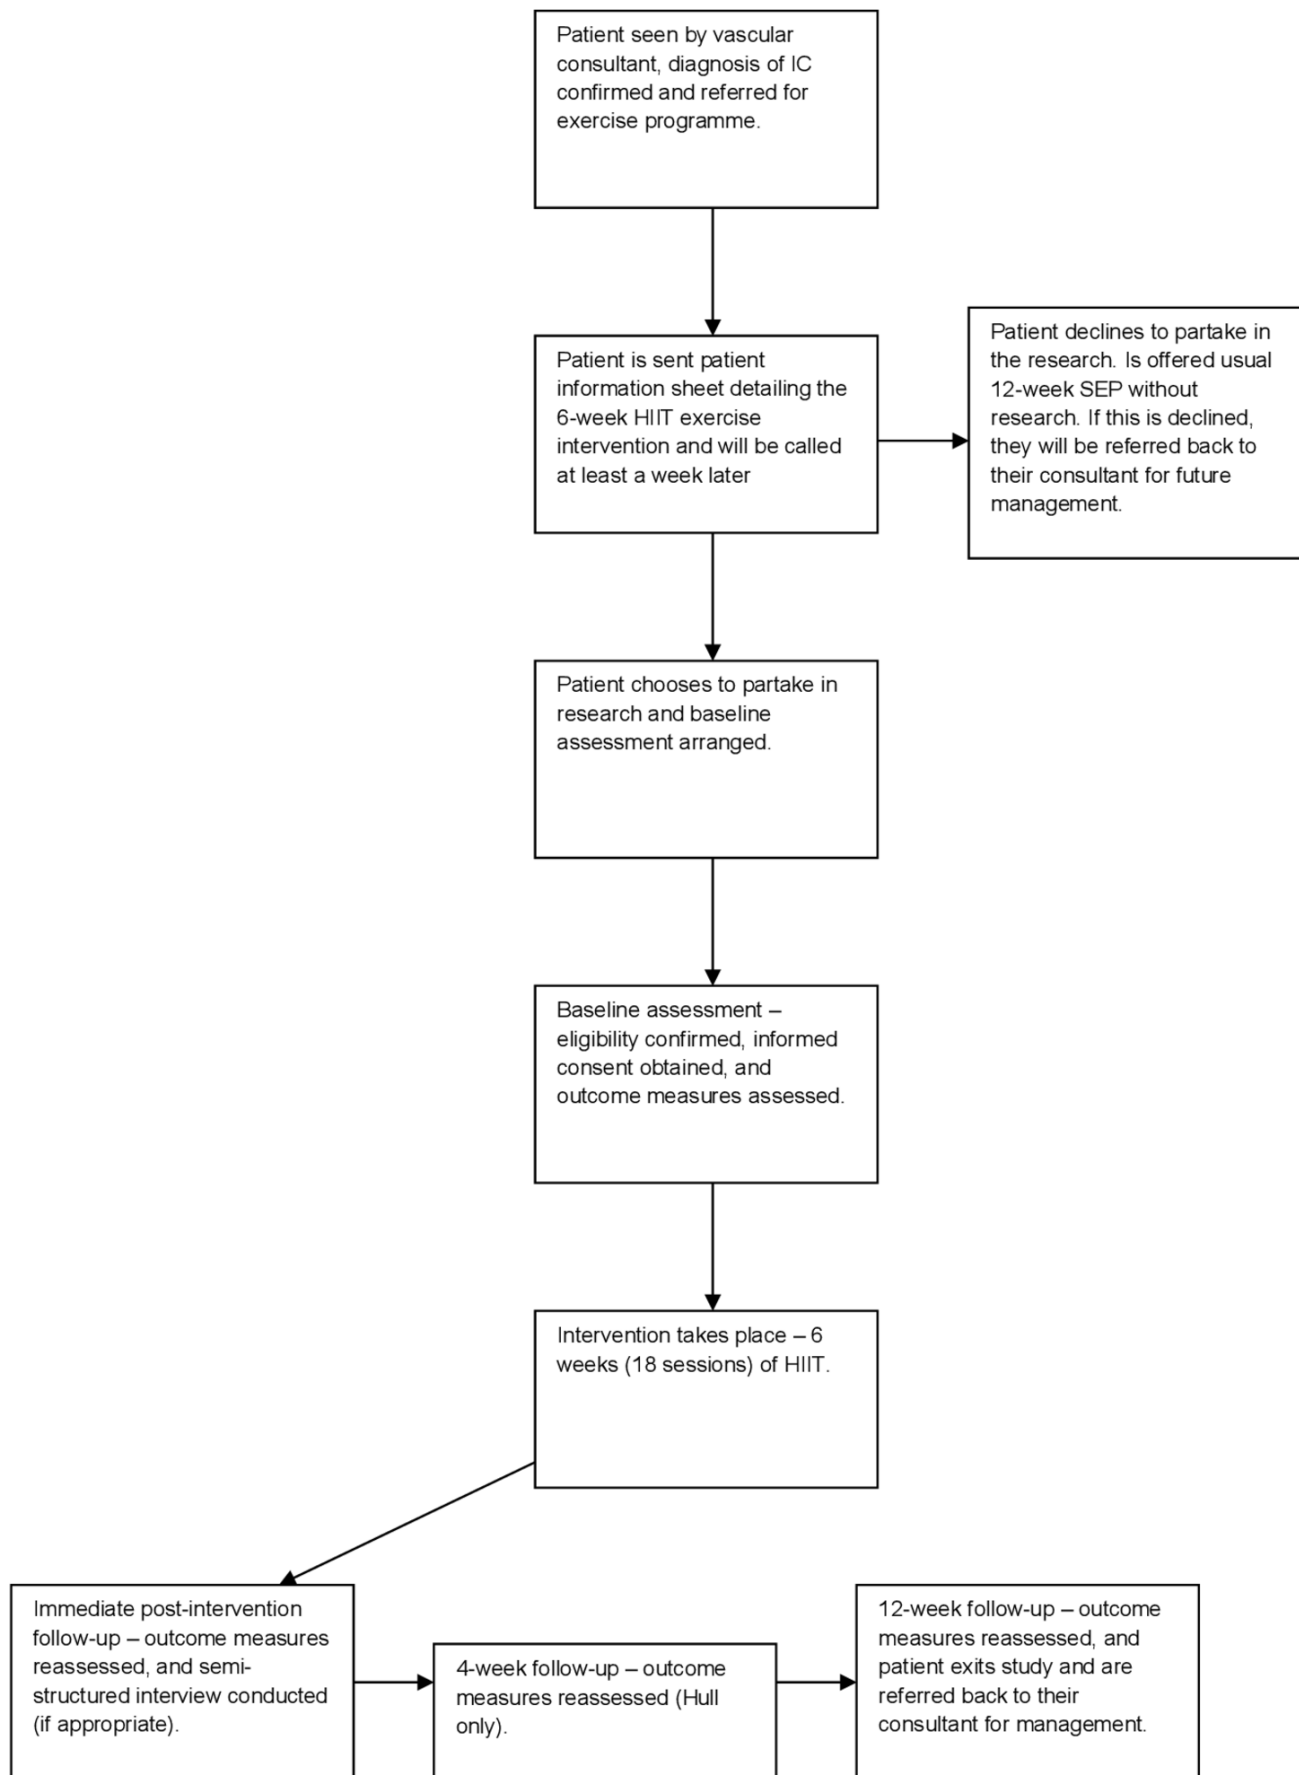 Patient seen by vascular
consultant, diagnosis of IC
confirmed and referred for
exercise programme.
Patient is sent patient
information sheet detailing the
6-week HIIT exercise
intervention and will be called
at least a week later
Patient declines to partake in
the research. Is offered usual
12-week SEP without
research. If this is declined,
they will be referred back to
their consultant for future
management.
Patient chooses to partake in
research and baseline
assessment arranged.
Baseline assessment –
eligibility confirmed, informed
consent obtained, and
outcome measures assessed.
Intervention takes place – 6
weeks (18 sessions) of HIIT.
Immediate post-intervention
follow-up – outcome measures
reassessed, and semi-
structured interview conducted
(if appropriate).
4-week follow-up – outcome
measures reassessed (Hull
only).
12-week follow-up – outcome
measures reassessed, and
patient exits study and are
referred back to their
consultant for management.